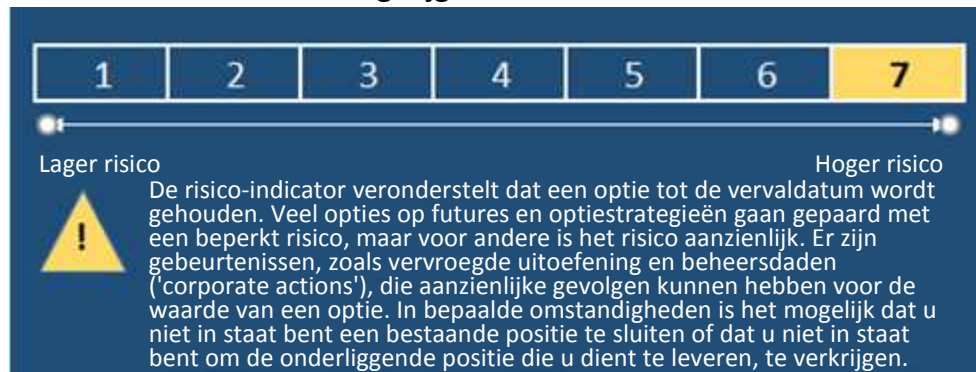 1 2 3 4 5 6 7
Lager risico Hoger risico
De risico-indicator veronderstelt dat een optie tot de vervaldatum wordt
gehouden. Veel opties op futures en optiestrategieën gaan gepaard met
! een beperkt risico, maar voor andere is het risico aanzienlijk. Er zijn
gebeurtenissen, zoals vervroegde uitoefening en beheersdaden
('corporate actions'), die aanzienlijke gevolgen kunnen hebben voor de
waarde van een optie. In bepaalde omstandigheden is het mogelijk dat u
niet in staat bent een bestaande positie te sluiten of dat u niet in staat
bent om de onderliggende positie die u dient te leveren, te verkrijgen.